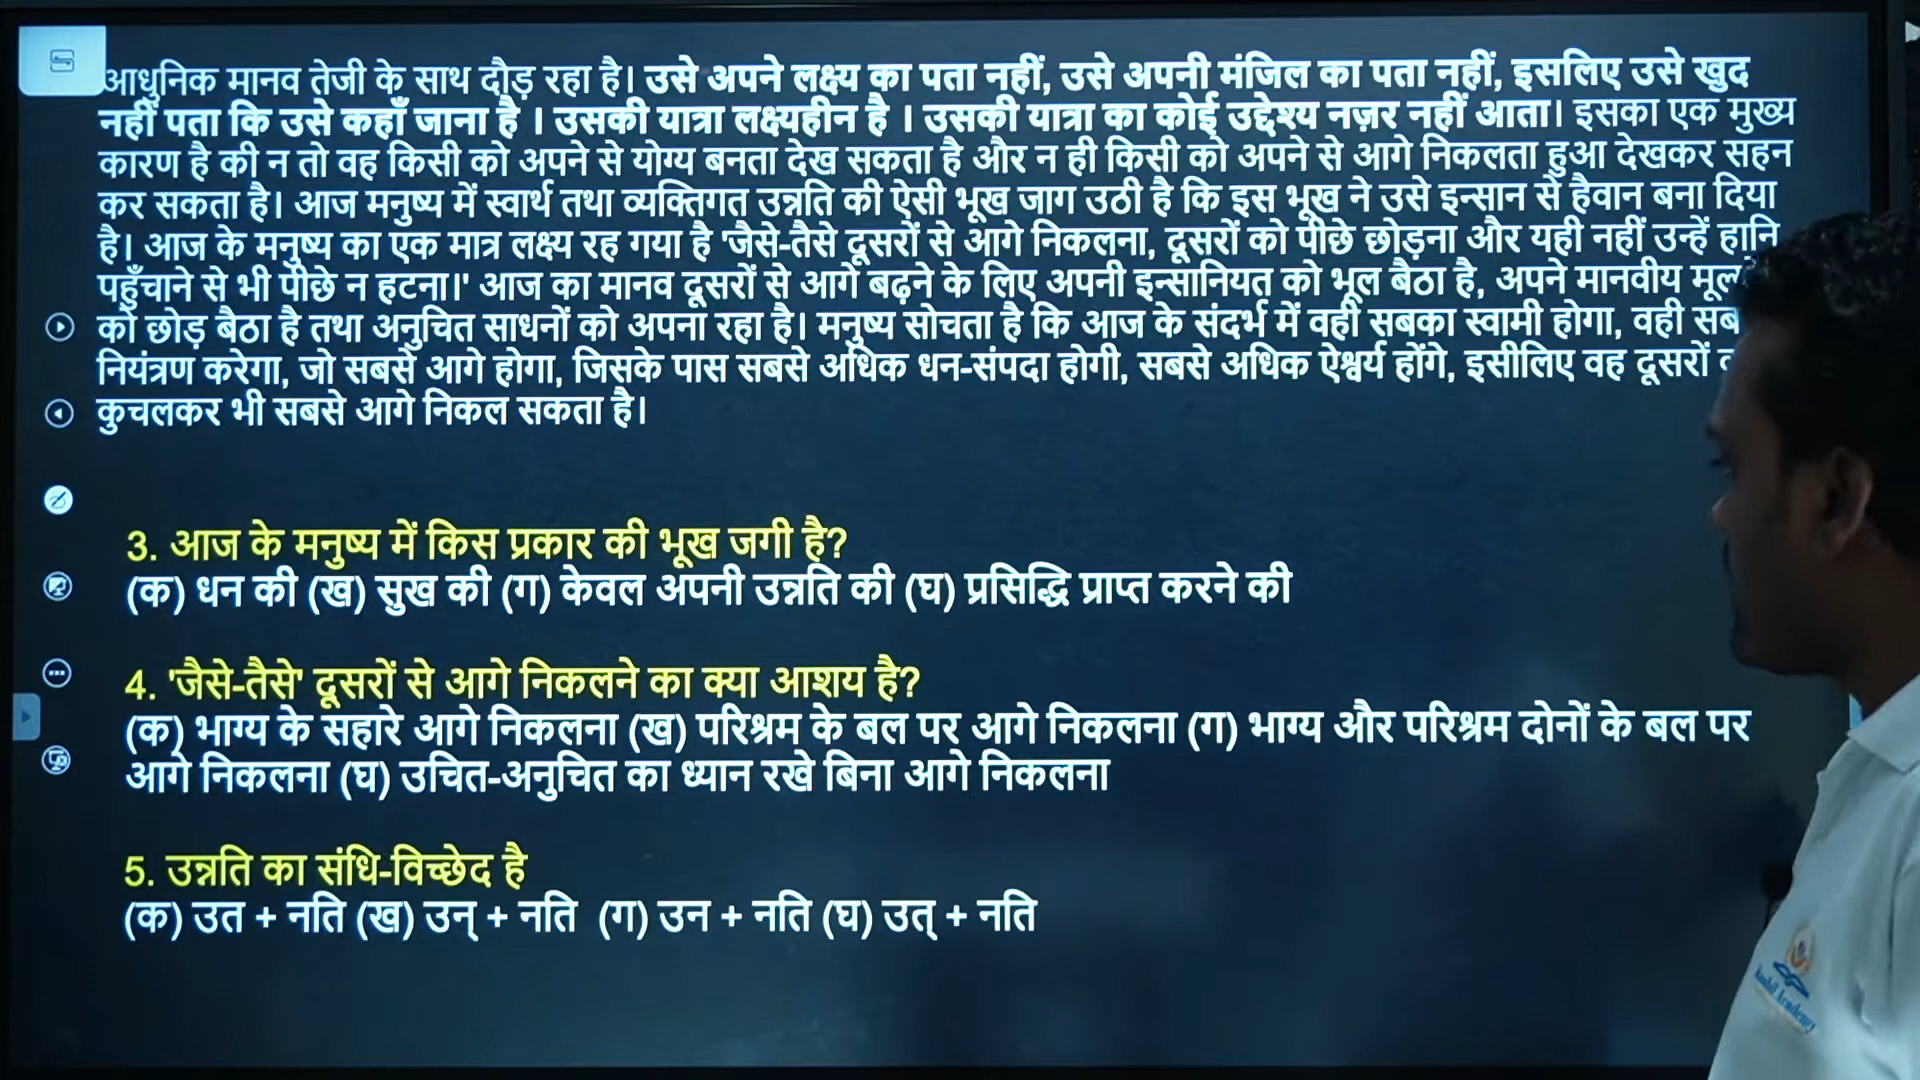 आधुनिक मानव तेजी के साथ दौड़ रहा है। उसे अपने लक्ष्य का पता नहीं, उसे अपनी मंजिल का पता नहीं, इसलिए उसे खुद
नहीं पता कि उसे कहाँ जाना है । उसकी यात्रा लक्ष्यहीन है । उसकी यात्रा का कोई उद्देश्य नज़र नहीं आता। इसका एक मुख्य
कारण है की न तो वह किसी को अपने से योग्य बनता देख सकता है और न ही किसी को अपने से आगे निकलता हुआ देखकर सहन
कर सकता है। आज मनुष्य में स्वार्थ तथा व्यक्तिगत उन्नति की ऐसी भूख जाग उठी है कि इस भूख ने उसे इन्सान से हैवान बना दिया
है। आज के मनुष्य का एक मात्र लक्ष्य रह गया है 'जैसे-तैसे दूसरों से आगे निकलना, दूसरों को पीछे छोड़ना और यही नहीं उन्हें हानि
पहुँचाने से भी पीछे न हटना।' आज का मानव दूसरों से आगे बढ़ने के लिए अपनी इन्सानियत को भूल बैठा है, अपने मानवीय
को छोड़ बैठा है तथा अनुचित साधनों को अपना रहा है। मनुष्य सोचता है कि आज के संदर्भ में वही सबका स्वामी होगा, वही
नियंत्रण करेगा, जो सबसे आगे होगा, जिसके पास सबसे अधिक धन-संपदा होगी, सबसे अधिक ऐश्वर्य होंगे, इसीलिए वह दूसरों
कुचलकर भी सबसे आगे निकल सकता है।
3. आज के मनुष्य में किस प्रकार की भूख जगी है?
(क) धन की (ख) सुख की (ग) केवल अपनी उन्नति की (घ) प्रसिद्धि प्राप्त करने की
4. 'जैसे-तैसे' दूसरों से आगे निकलने का क्या आशय है?
(क) भाग्य के सहारे आगे निकलना (ख) परिश्रम के बल पर आगे निकलना (ग) भाग्य और परिश्रम दोनों के बल पर
आगे निकलना (घ) उचित-अनुचित का ध्यान रखे बिना आगे निकलना
5. उन्नति का संधि-विच्छेद है
(क) उत + नति (ख) उन् + नति (ग) उन + नति (घ) उत् + नति
Academy